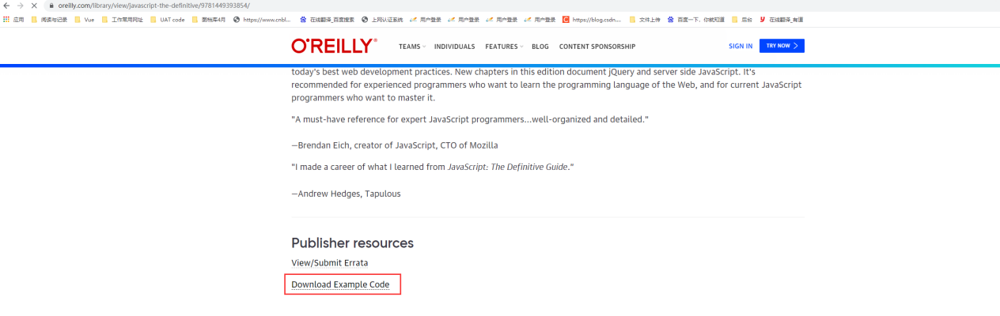 oreilly.com/library/view/javascript-the-definitive/9781449393854/
应用 阅读与记录 Vue 工作常用网址 UAT code 图档库4月 https://www.cnbl... 在线翻译_百度搜索 上网认证系统 用户登录 用户登录 用户登录 用户登录 https://blog.csdn.... 文件上传 百度一下，你就知道 后台 在线翻译_有道
O'REILLY® TEAMS INDIVIDUALS FEATURES BLOG CONTENT SPONSORSHIP SIGN IN TRY NOW
today's best web development practices. New chapters in this edition document jQuery and server side JavaScript. It's
recommended for experienced programmers who want to learn the programming language of the Web, and for current JavaScript
programmers who want to master it.
"A must-have reference for expert JavaScript programmers...well-organized and detailed."
—Brendan Eich, creator of JavaScript, CTO of Mozilla
"I made a career of what I learned from JavaScript: The Definitive Guide."
—Andrew Hedges, Tapulous
Publisher resources
View/Submit Errata
Download Example Code